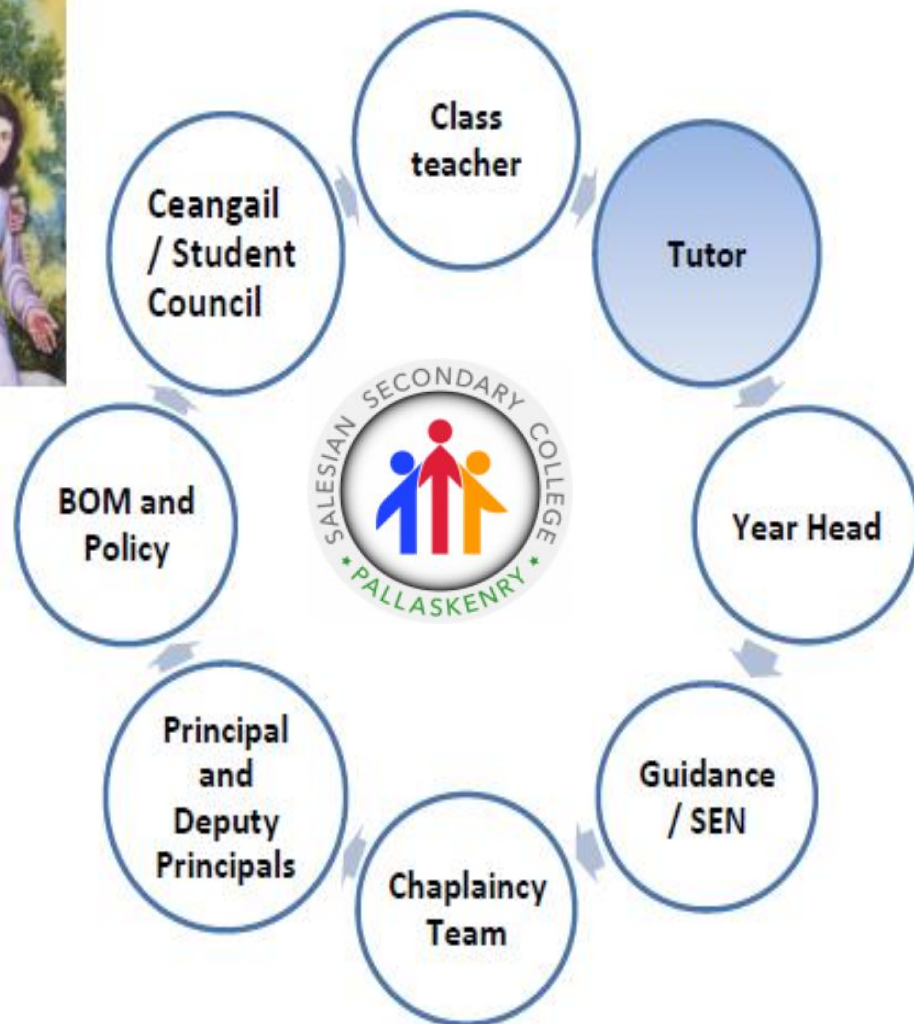 Class
teacher
Tutor
Year Head
Guidance
/ SEN
Chaplaincy
Team
Principal
and
Deputy
Principals
BOM and
Policy
Ceangail
/ Student
Council
SALESIAN SECONDARY COLLEGE
* PALLASKENRY *